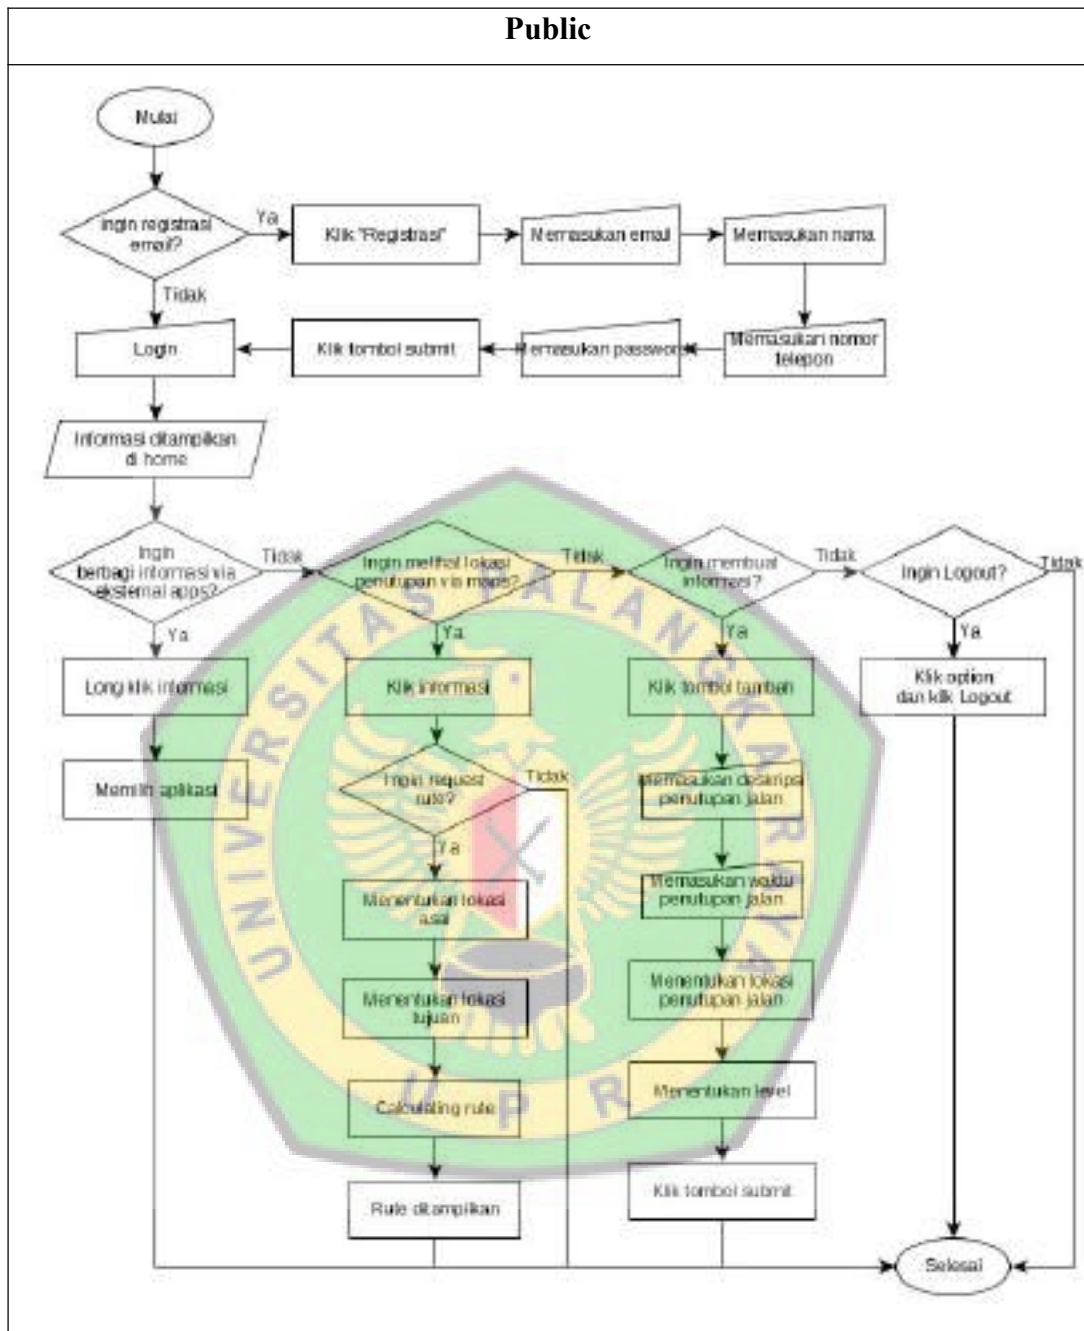 Public
Mulai
ingin registrasi
email?
Ya
Klik "Registrasi"
Memasukan email
Memasukan nama
Tidak
Login
Klik tombol submit
Memasukan password
Memasukan nomor
telepon
Informasi ditampilkan
di home
Ingin
berbagi informasi via
eksternal apps?
Tidak
Ingin melihat lokasi
penutupan via maps?
Tidak
Ingin membuat
informasi?
Tidak
Ingin Logout?
Tidak
Ya
Ya
Ya
Ya
Long klik informasi
Klik informasi
Klik tombol tambah
Klik option
dan klik Logout
Memilih aplikasi
Ingin request
rute?
Tidak
Memasukan deskripsi
penutupan jalan
Ya
Menentukan lokasi
asal
Memasukan waktu
penutupan jalan
Menentukan lokasi
tujuan
Menentukan lokasi
penutupan jalan
Calculating rute
Menentukan level
Rute ditampilkan
Klik tombol submit
Selesai
UNIVERSITAS PALANGKA RAYA
UPR